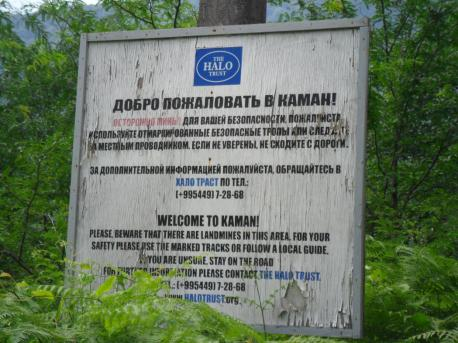 THE
HALO
TRUST
ДОБРО ПОЖАЛОВАТЬ В КАМАН!
ОСТОРОЖНО МИНЫ! ДЛЯ ВАШЕЙ БЕЗОПАСНОСТИ, ПОЖАЛУЙСТА
ИСПОЛЬЗУЙТЕ ОТМАРКИРОВАННЫЕ БЕЗОПАСНЫЕ ТРОПЫ ИЛИ
ЗА МЕСТНЫМ ПРОВОДНИКОМ. ЕСЛИ НЕ УВЕРЕНЫ, НЕ СХОДИТЕ С ДОРОГИ.
ЗА ДОПОЛНИТЕЛЬНОЙ ИНФОРМАЦИЕЙ ПОЖАЛУЙСТА, ОБРАЩАЙТЕСЬ В
ХАЛО ТРАСТ ПО ТЕЛ.:
(+995449) 7-28-68
WELCOME TO KAMAN!
PLEASE, BEWARE THAT THERE ARE LANDMINES IN THIS AREA. FOR YOUR
SAFETY PLEASE USE THE MARKED TRACKS OR FOLLOW A LOCAL GUIDE.
YOU ARE UNSURE, STAY ON THE ROAD
FOR FURTHER INFORMATION PLEASE CONTACT THE HALO TRUST.
TEL.: (+995449) 7-28-68
www.HALOTRUST.org